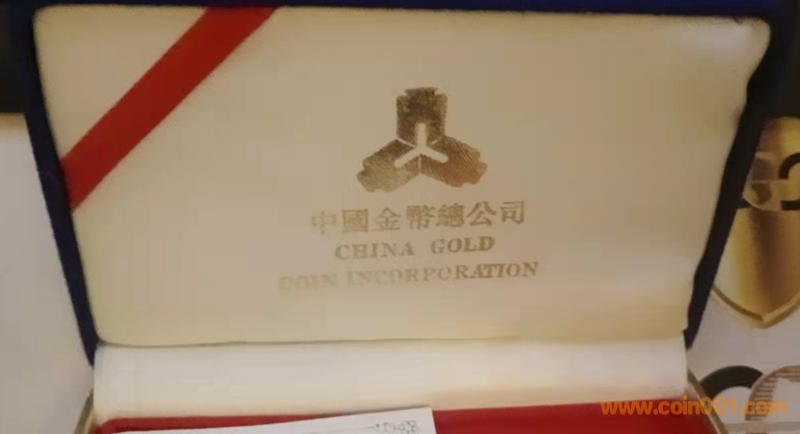 中國金幣總公司
CHINA GOLD
COIN INCORPORATION
www.coin001.com